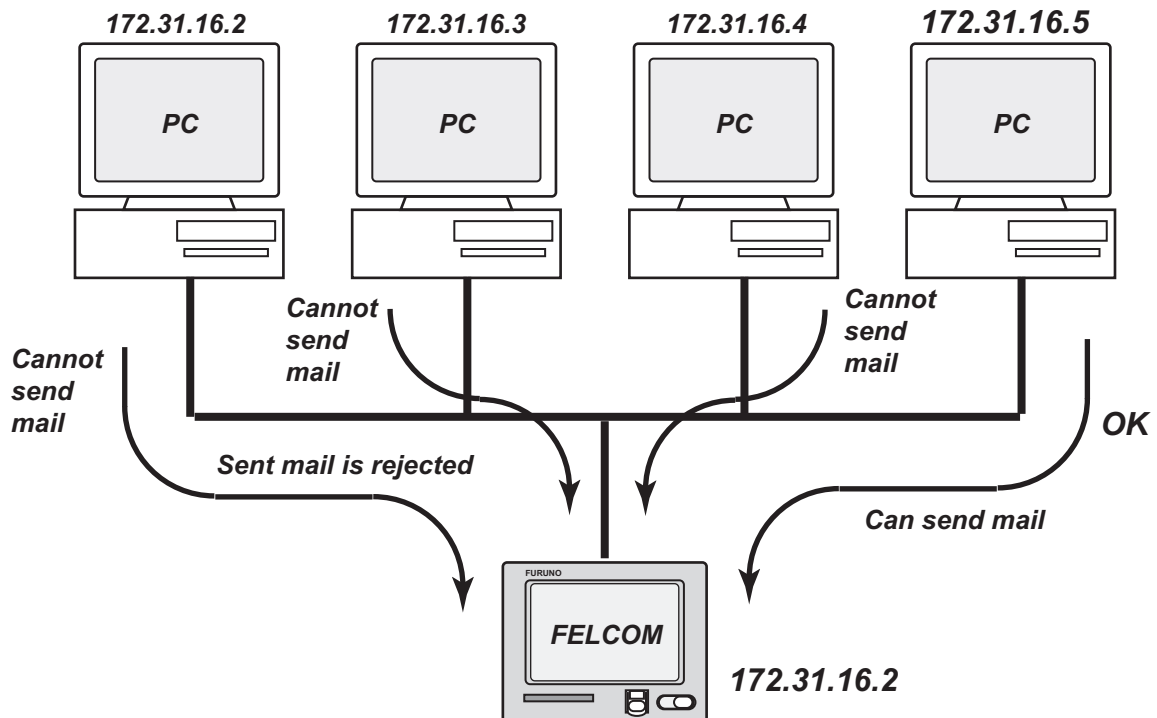 172.31.16.2
172.31.16.3
172.31.16.4
172.31.16.5
PC
PC
PC
PC
Cannot
send
mail
Cannot
send
mail
Cannot
send
mail
OK
Sent mail is rejected
Can send mail
FURUNO
FELCOM
172.31.16.2